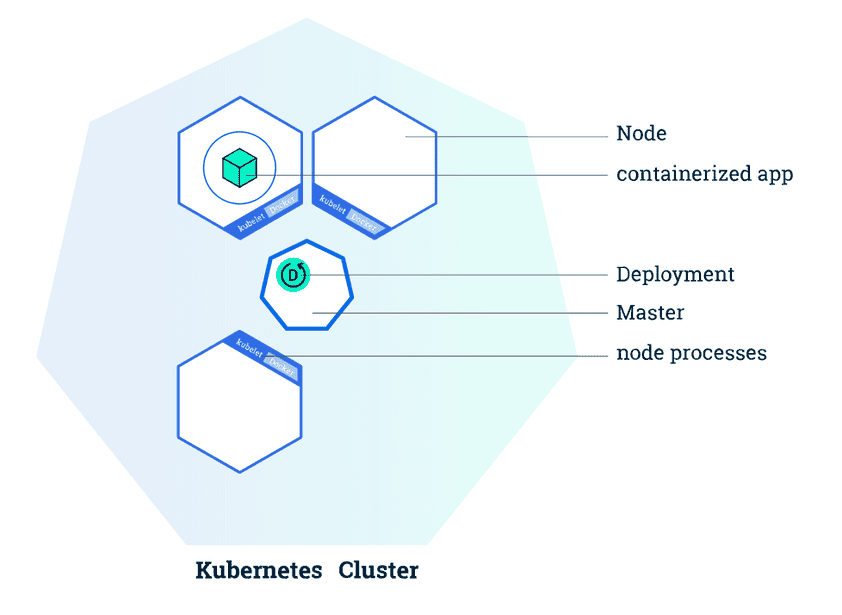 Node
containerized app
kubelet Docker
kubelet Docker
D
Deployment
Master
kubelet Docker
node processes
Kubernetes Cluster